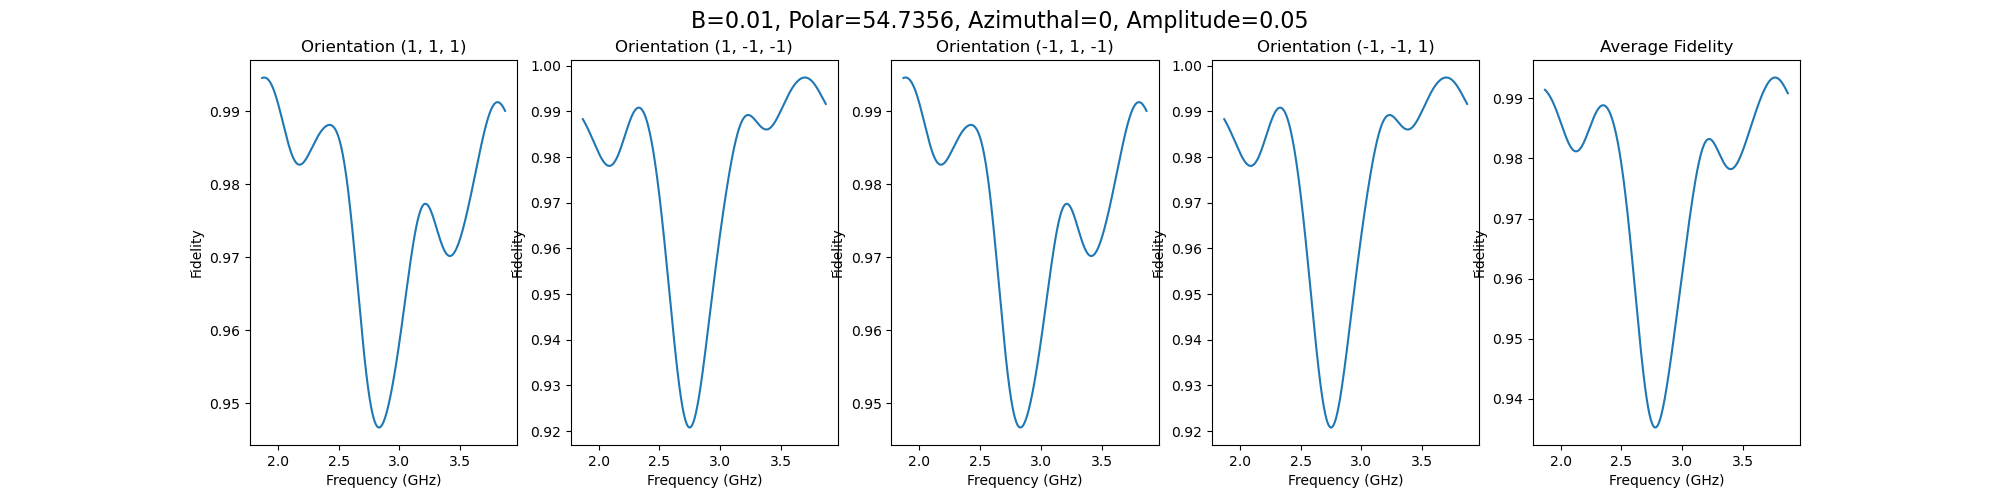 B=0.01, Polar=54.7356, Azimuthal=0, Amplitude=0.05
Orientation (1, 1, 1)
Fidelity
0.99
0.98
0.97
0.96
0.95
2.0 2.5 3.0 3.5
Frequency (GHz)
Orientation (1, -1, -1)
Fidelity
1.00
0.99
0.98
0.97
0.96
0.95
0.94
0.93
0.92
2.0 2.5 3.0 3.5
Frequency (GHz)
Orientation (-1, 1, -1)
Fidelity
0.99
0.98
0.97
0.96
0.95
2.0 2.5 3.0 3.5
Frequency (GHz)
Orientation (-1, -1, 1)
Fidelity
1.00
0.99
0.98
0.97
0.96
0.95
0.94
0.93
0.92
2.0 2.5 3.0 3.5
Frequency (GHz)
Average Fidelity
Fidelity
0.99
0.98
0.97
0.96
0.95
0.94
2.0 2.5 3.0 3.5
Frequency (GHz)